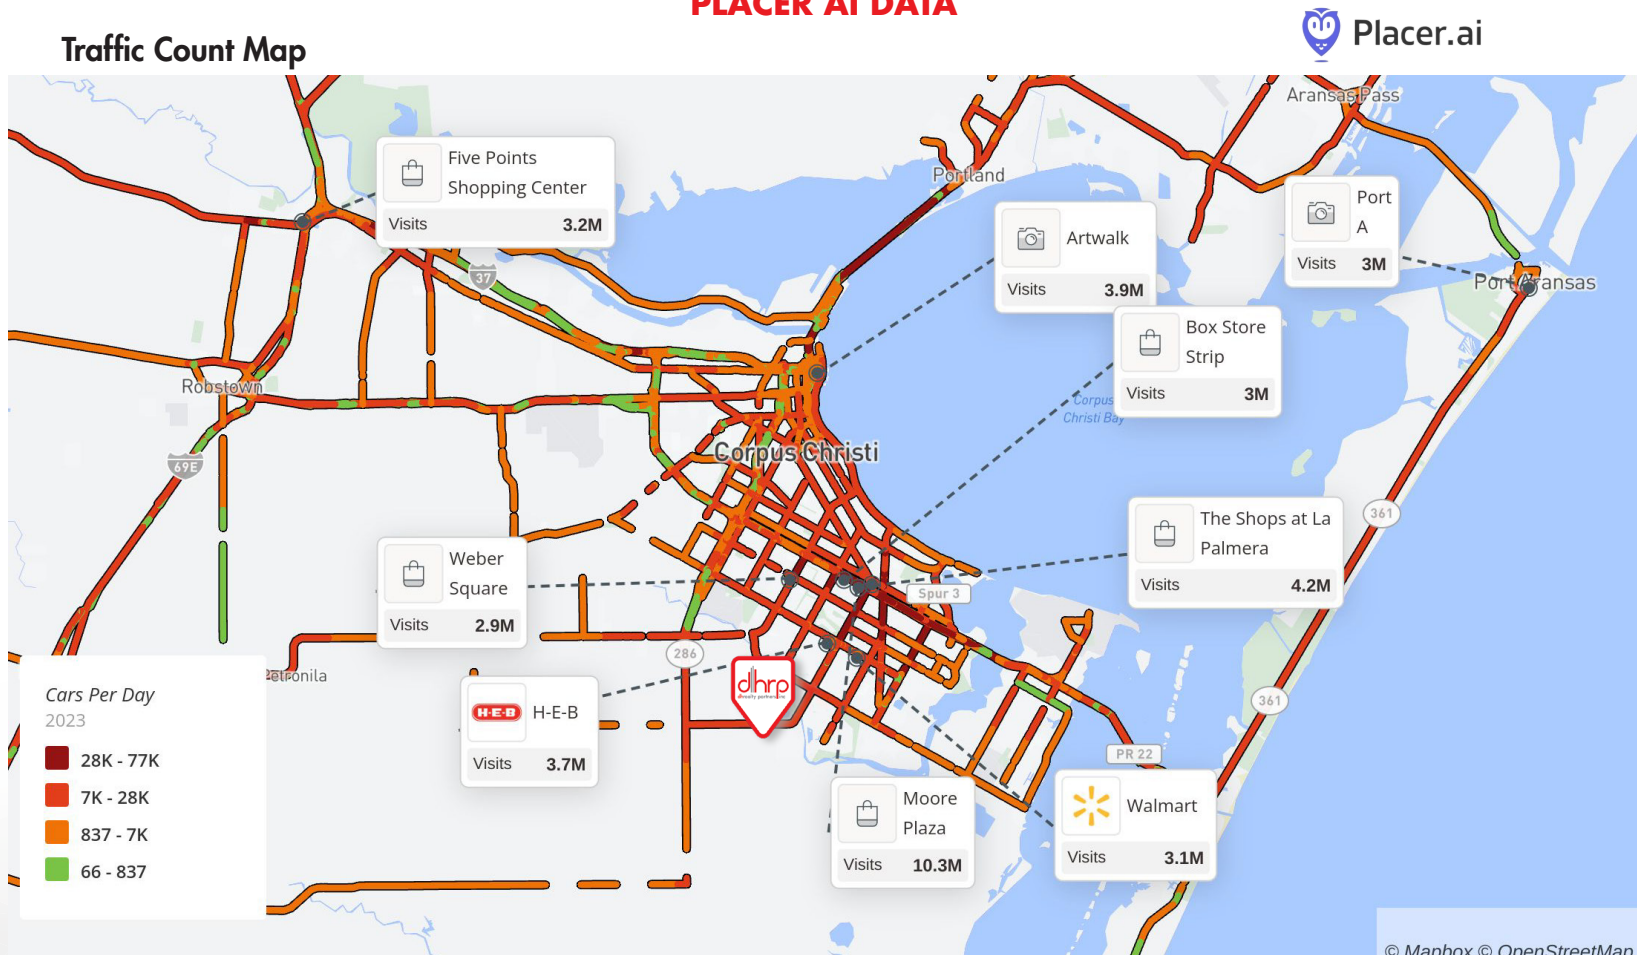 PLACER AI DATA
Traffic Count Map
Placer.ai
Aransas Pass
Five Points
Shopping Center
Visits 3.2M
Portland
Port
A
Visits 3M
Artwalk
Visits 3.9M
37
Port Aransas
Box Store
Strip
Visits 3M
Robstown
Corpus
Christi Bay
Corpus Christi
69E
361
The Shops at La
Palmera
Visits 4.2M
Weber
Square
Visits 2.9M
Spur 3
286
Petronila
dhrp
H-E-B
H-E-B
Visits 3.7M
361
PR 22
Cars Per Day
2023
28K - 77K
7K - 28K
837 - 7K
66 - 837
Moore
Plaza
Visits 10.3M
Walmart
Visits 3.1M
© Mapbox © OpenStreetMap